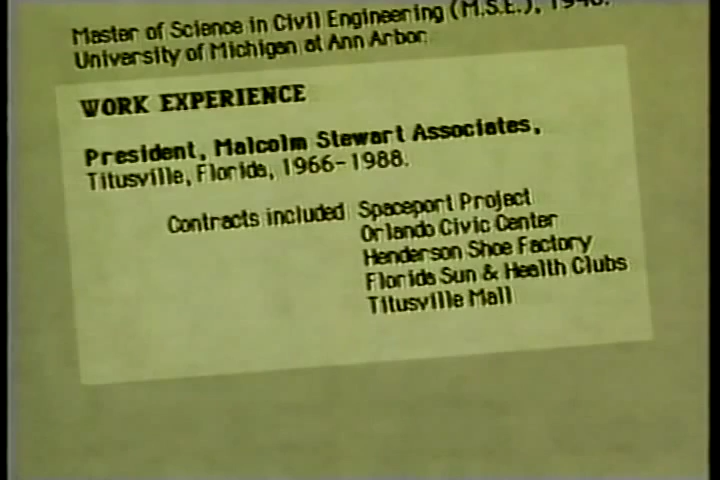 Master of Science in Civil Engineering (M.S.E.),
University of Michigan at Ann Arbor.
WORK EXPERIENCE
President, Malcolm Stewart Associates,
Titusville, Florida, 1966-1988.
Contracts included Spaceport Project
Orlando Civic Center
Henderson Shoe Factory
Florida Sun & Health Clubs
Titusville Mall